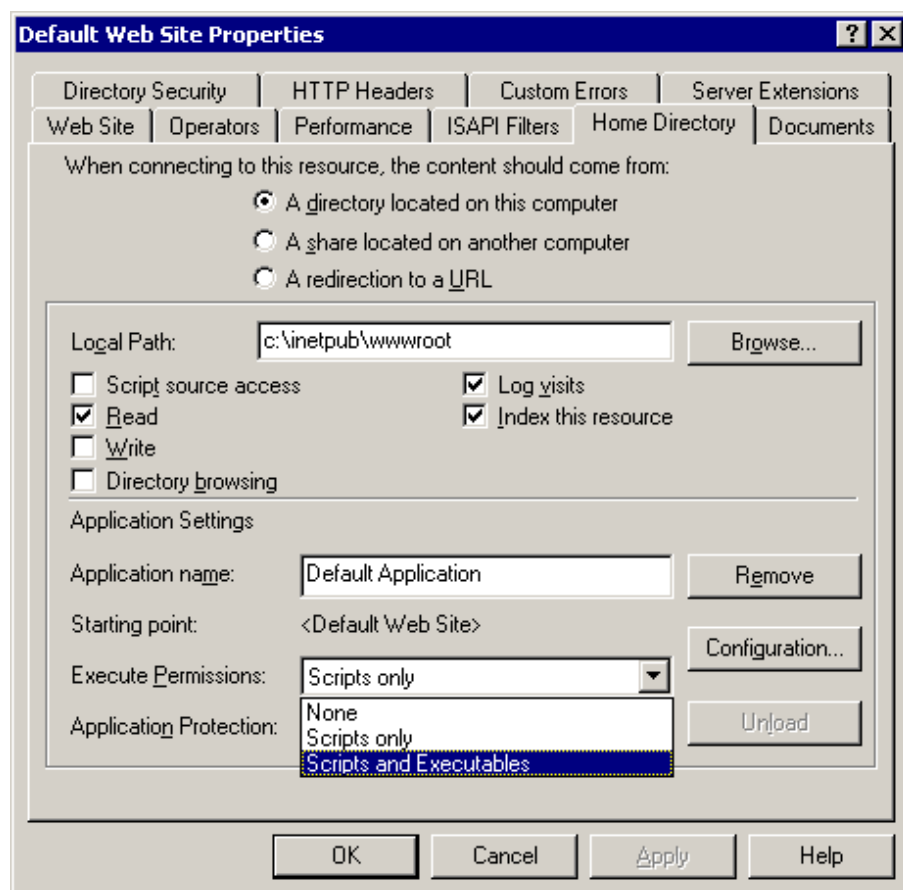 Default Web Site Properties
Directory Security HTTP Headers Custom Errors Server Extensions
Web Site Operators Performance ISAPI Filters Home Directory Documents
When connecting to this resource, the content should come from:
A directory located on this computer
A share located on another computer
A redirection to a URL
Local Path: c:\inetpub\wwwroot Browse...
Script source access Log visits
Read Index this resource
Write
Directory browsing
Application Settings
Application name: Default Application Remove
Starting point: <Default Web Site>
Configuration...
Execute Permissions: Scripts only
None
Application Protection: Scripts only Unload
Scripts and Executables
OK Cancel Apply Help